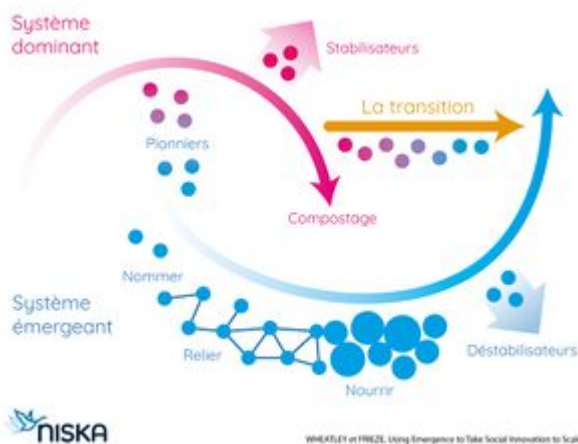 Système
dominant
Stabilisateurs
La transition
Pionniers
Compostage
Nommer
Système
émergeant
Relier
Nourrir
Déstabilisateurs
NISKA
WHEATLEY et FRIEZE, Using Emergence to Take Social Innovation to Scale